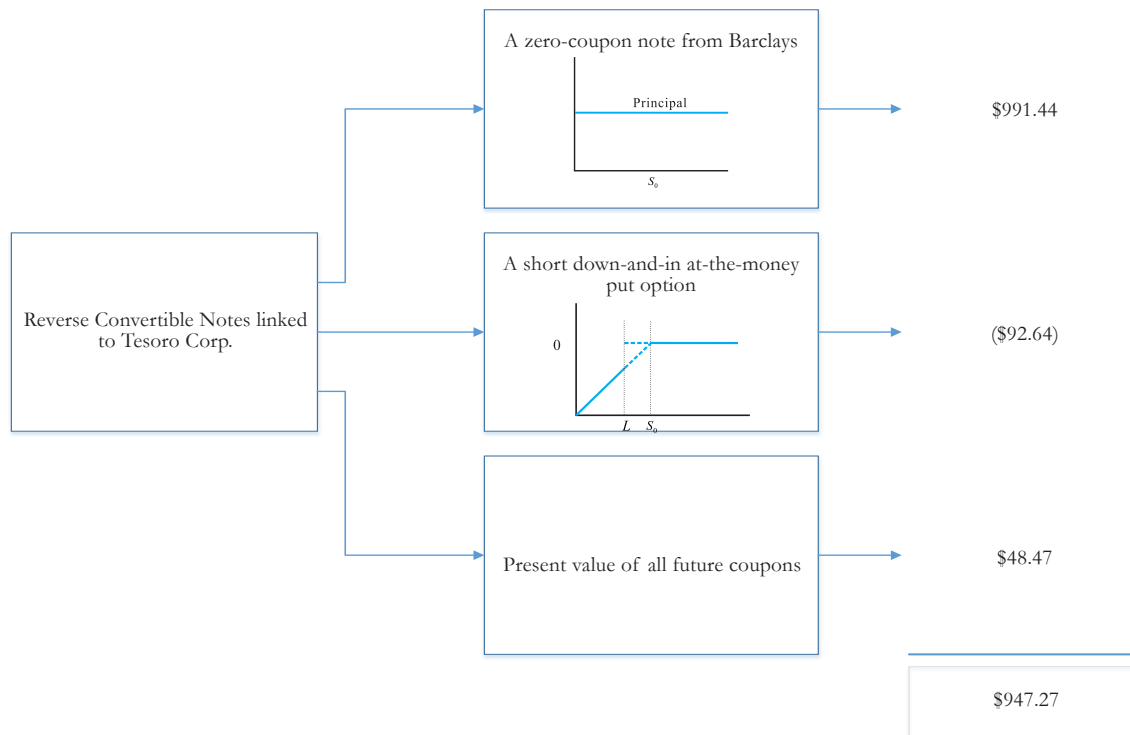 A zero-coupon note from Barclays
Principal
S₀
$991.44
Reverse Convertible Notes linked
to Tesoro Corp.
A short down-and-in at-the-money
put option
0
L S₀
($92.64)
Present value of all future coupons
$48.47
$947.27